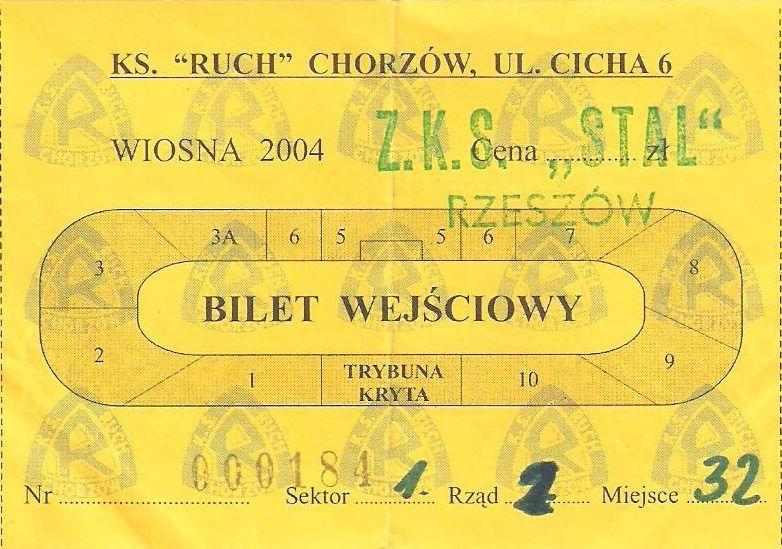 KS. “RUCH” CHORZÓW, UL. CICHA 6
WIOSNA 2004 Cena .............. zł
Z.K.S. „STAL“
RZESZÓW
3A 6 5 5 6 7
3 8
BILET WEJŚCIOWY
2 9
1 TRYBUNA KRYTA 10
000184
Nr .............................. Sektor 1. Rząd 2 Miejsce 32